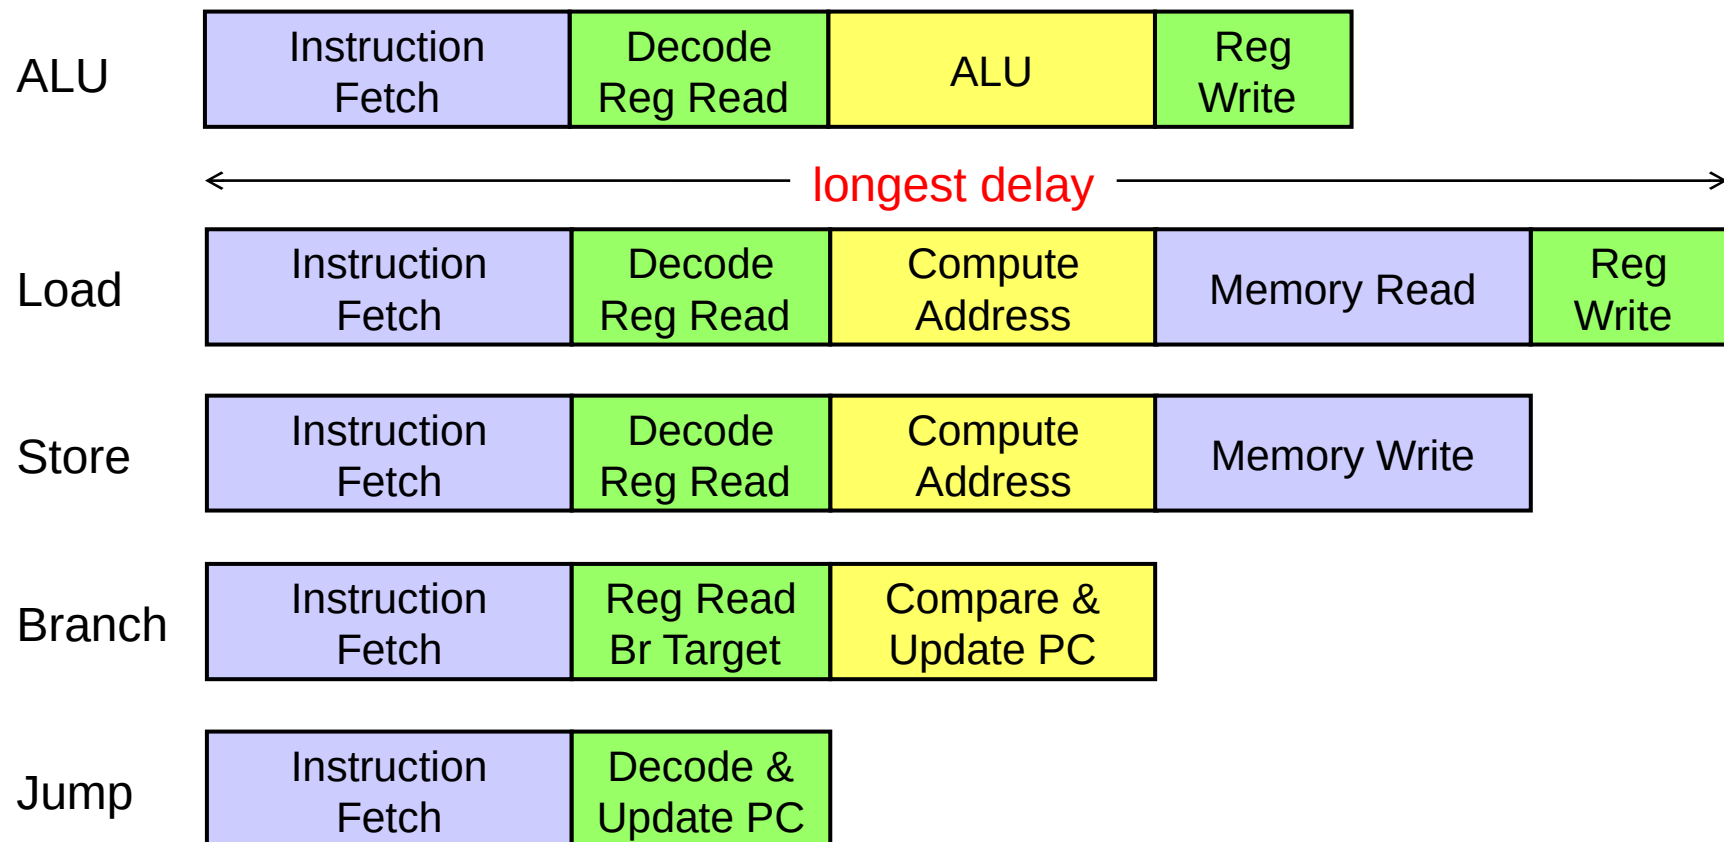 ALU
Instruction
Fetch
Decode
Reg Read
ALU
Reg
Write
longest delay
Load
Instruction
Fetch
Decode
Reg Read
Compute
Address
Memory Read
Reg
Write
Store
Instruction
Fetch
Decode
Reg Read
Compute
Address
Memory Write
Branch
Instruction
Fetch
Reg Read
Br Target
Compare &
Update PC
Jump
Instruction
Fetch
Decode &
Update PC